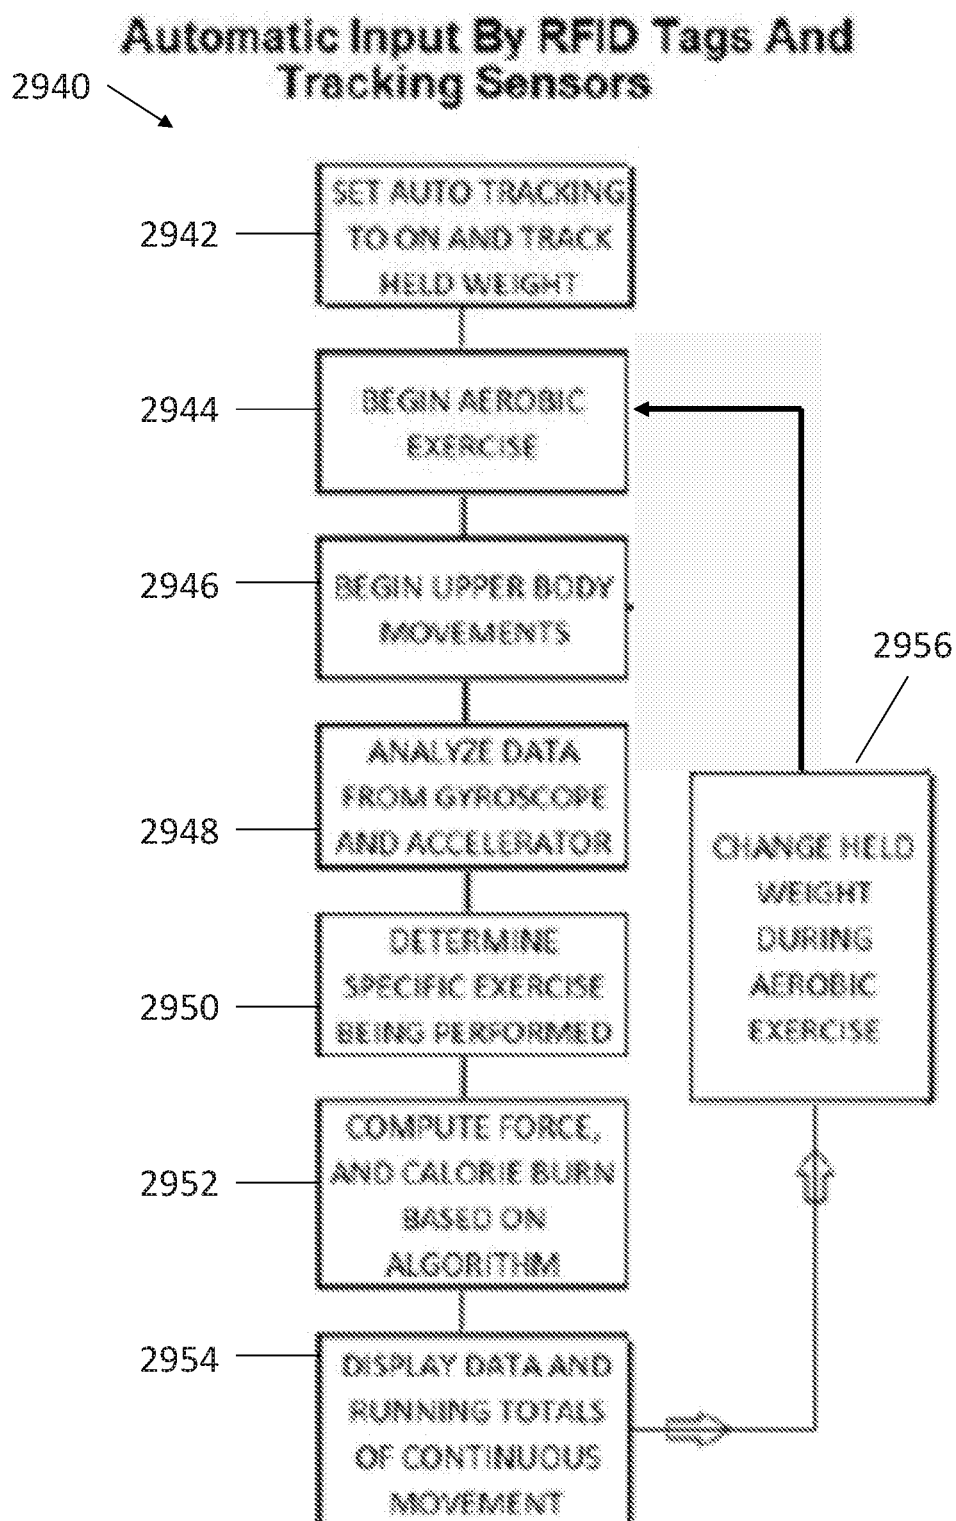 Automatic Input By RFID Tags And
Tracking Sensors
2940
2942
SET AUTO TRACKING
TO ON AND TRACK
HELD WEIGHT
2944
BEGIN AEROBIC
EXERCISE
2946
BEGIN UPPER BODY
MOVEMENTS
2948
ANALYZE DATA
FROM GYROSCOPE
AND ACCELERATOR
2950
DETERMINE
SPECIFIC EXERCISE
BEING PERFORMED
2952
COMPUTE FORCE,
AND CALORIE BURN
BASED ON
ALGORITHM
2954
DISPLAY DATA AND
RUNNING TOTALS
OF CONTINUOUS
MOVEMENT
2956
CHANGE HELD
WEIGHT
DURING
AEROBIC
EXERCISE